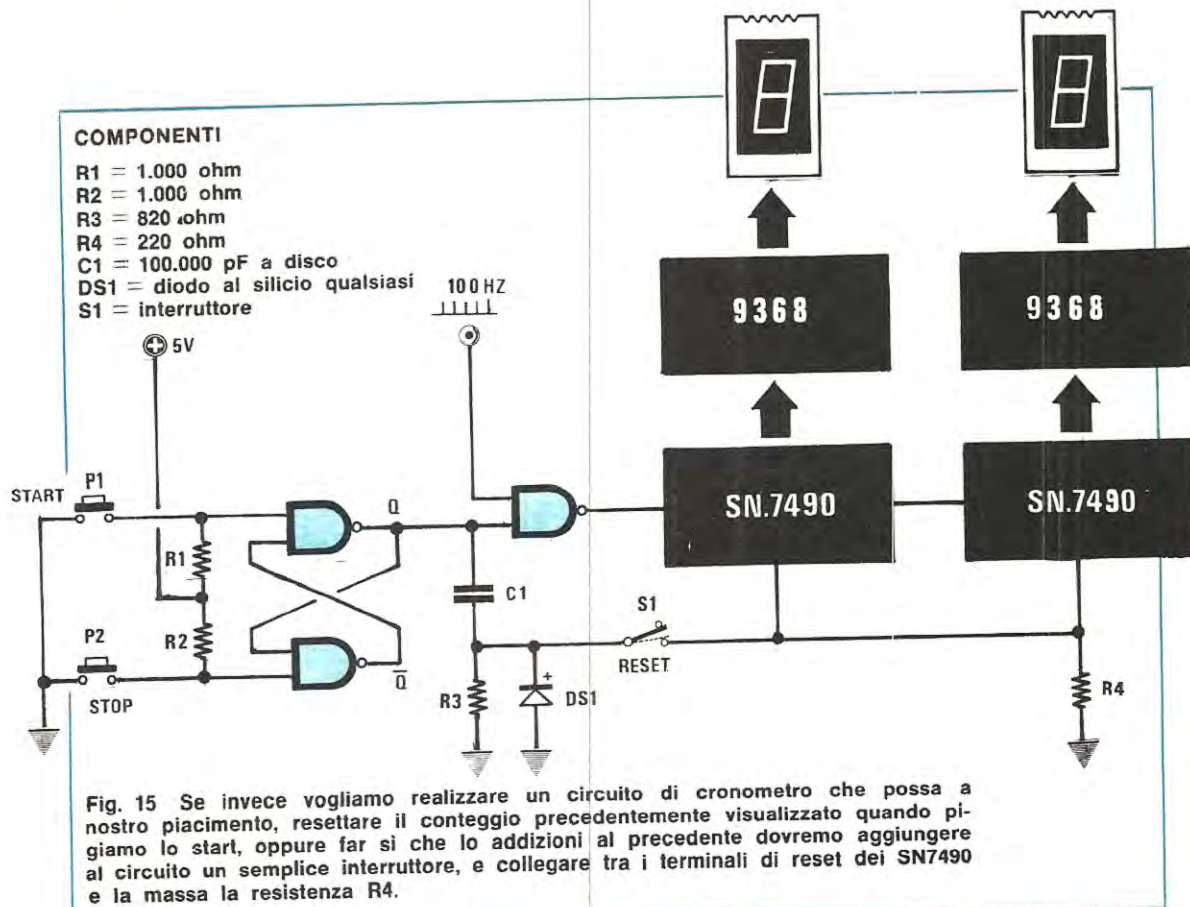 COMPONENTI
R1 = 1.000 ohm
R2 = 1.000 ohm
R3 = 820 ohm
R4 = 220 ohm
C1 = 100.000 pF a disco
DS1 = diodo al silicio qualsiasi
S1 = interruttore
5V
100 HZ
9368
9368
SN.7490
SN.7490
START
P1
R1
R2
P2
STOP
Q
Q̅
C1
R3
+
DS1
S1
RESET
R4
Fig. 15 Se invece vogliamo realizzare un circuito di cronometro che possa a
nostro piacimento, resettare il conteggio precedentemente visualizzato quando pi-
giamo lo start, oppure far si che lo addizioni al precedente dovremo aggiungere
al circuito un semplice interruttore, e collegare tra i terminali di reset dei SN7490
e la massa la resistenza R4.